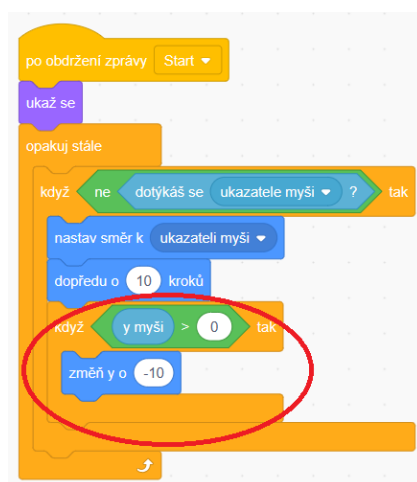 po obdržení zprávy Start
ukaž se
opakuj stále
když ne dotýkáš se ukazatele myši ? tak
nastav směr k ukazateli myši
dopředu o 10 kroků
když y myši > 0 tak
změň y o -10